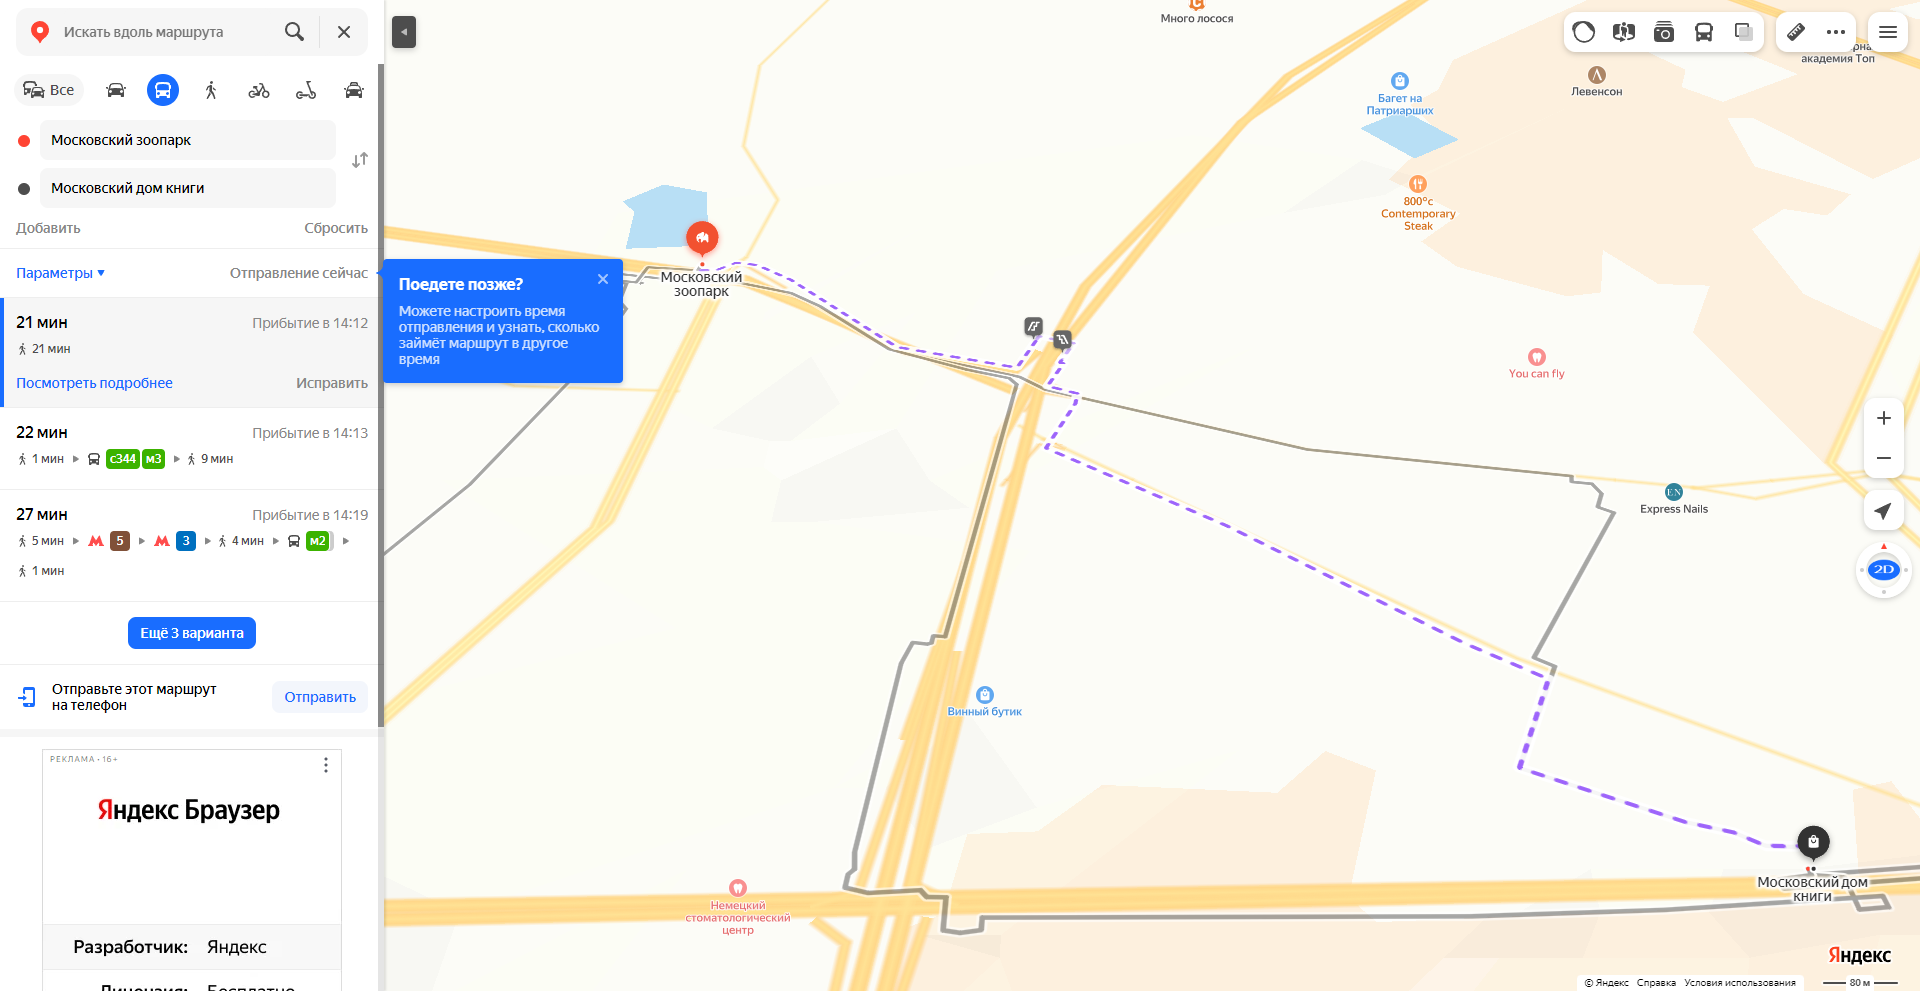 Искать вдоль маршрута
Все
Московский зоопарк
Московский дом книги
Добавить
Сбросить
Параметры
Отправление сейчас
21 мин
Прибытие в 14:12
21 мин
Посмотреть подробнее
Исправить
22 мин
Прибытие в 14:13
1 мин
с344
м3
9 мин
27 мин
Прибытие в 14:19
5 мин
5
3
4 мин
м2
1 мин
Ещё 3 варианта
Отправьте этот маршрут
на телефон
Отправить
РЕКЛАМА • 16+
Яндекс Браузер
Разработчик: Яндекс
Лицензия: Бесплатно
Поедете позже?
Можете настроить время
отправления и узнать, сколько
займёт маршрут в другое
время
Много лосося
академия Топ
Багет на
Патриарших
Левенсон
800°с
Contemporary
Steak
Московский
зоопарк
You can fly
EN
Express Nails
2D
Винный бутик
Немецкий
стоматологический
центр
Московский дом
книги
Яндекс
© Яндекс Справка Условия использования
80 м